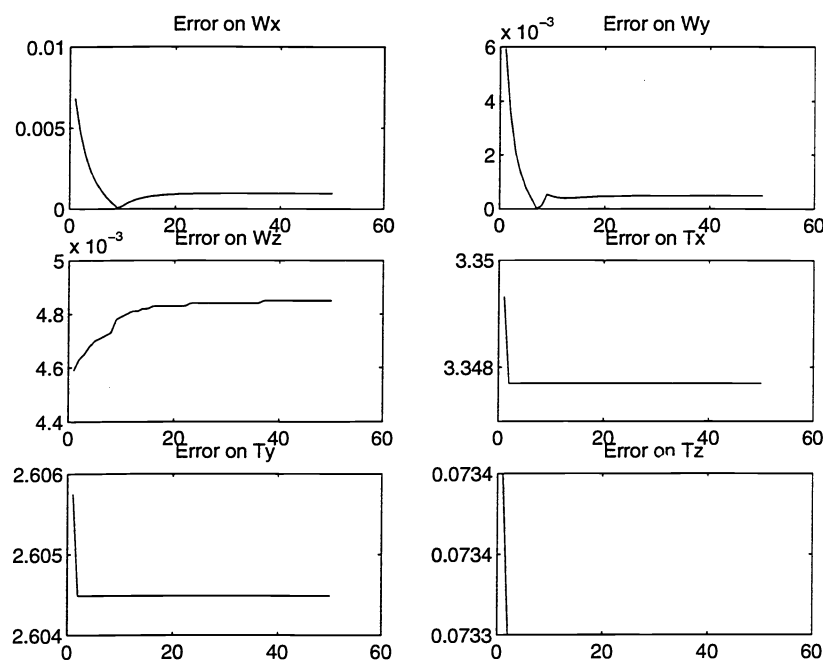 Error on Wx
0.01
0.005
0
0 20 40 60
Error on Wy
x 10⁻³
6
4
2
0
0 20 40 60
Error on Wz
x 10⁻³
5
4.8
4.6
4.4
0 20 40 60
Error on Tx
3.35
3.348
0 20 40 60
Error on Ty
2.606
2.605
2.604
0 20 40 60
Error on Tz
0.0734
0.0734
0.0733
0 20 40 60